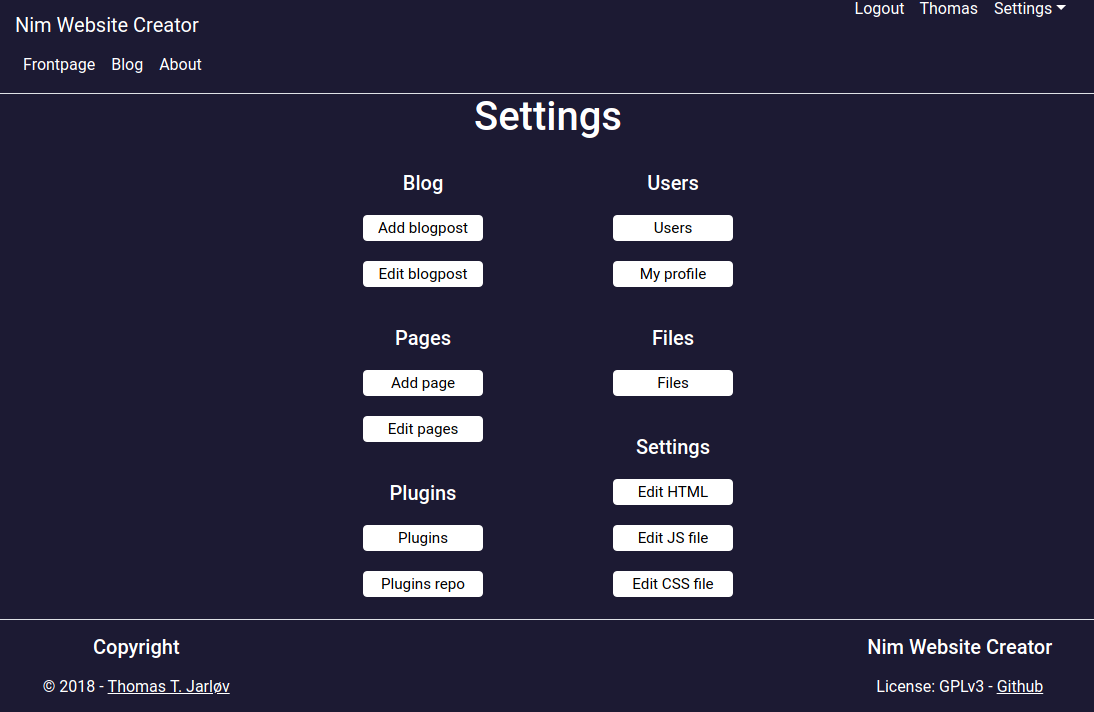 Nim Website Creator
Logout Thomas Settings
Frontpage Blog About
Settings
Blog
Add blogpost
Edit blogpost
Pages
Add page
Edit pages
Plugins
Plugins
Plugins repo
Users
Users
My profile
Files
Files
Settings
Edit HTML
Edit JS file
Edit CSS file
Copyright
© 2018 - Thomas T. Jarløv
Nim Website Creator
License: GPLv3 - Github